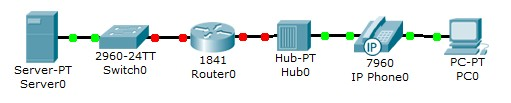 Server-PT
Server0
2960-24TT
Switch0
1841
Router0
Hub-PT
Hub0
IP
7960
IP Phone0
PC-PT
PC0